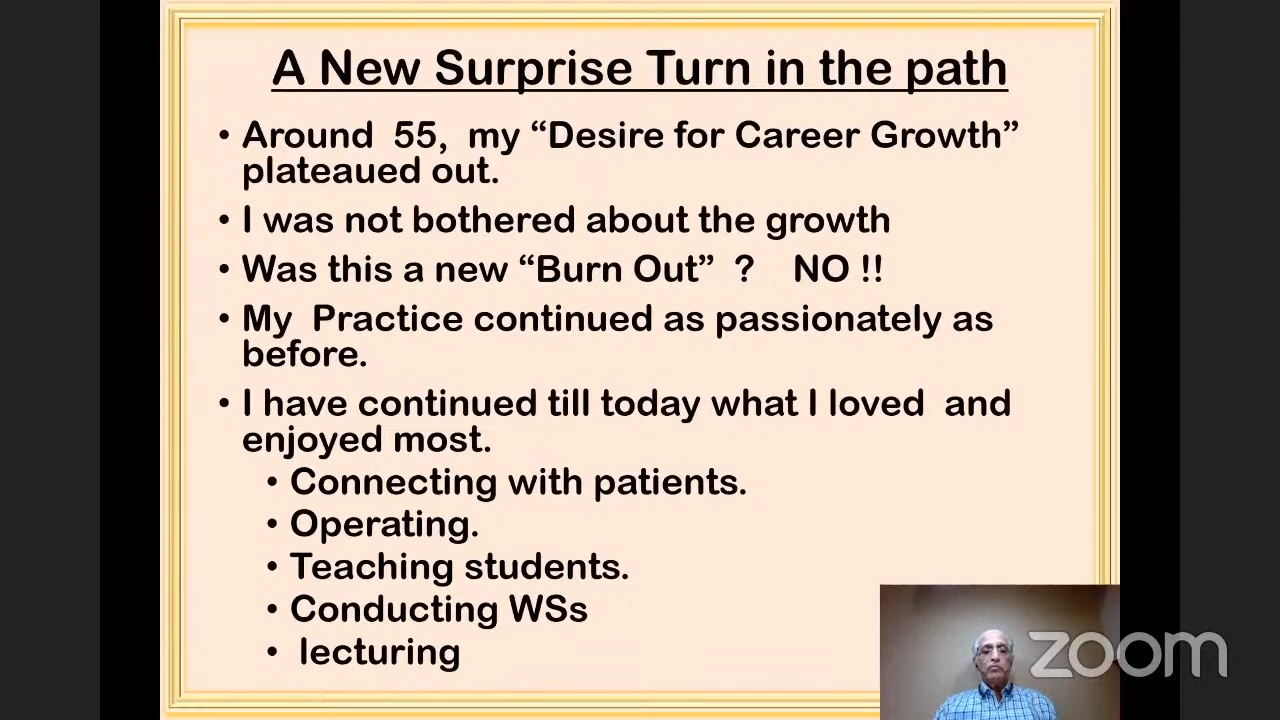 A New Surprise Turn in the path
• Around 55, my “Desire for Career Growth”
plateaued out.
• I was not bothered about the growth
• Was this a new “Burn Out” ? NO !!
• My Practice continued as passionately as
before.
• I have continued till today what I loved and
enjoyed most.
• Connecting with patients.
• Operating.
• Teaching students.
• Conducting WSs
• lecturing
zoom